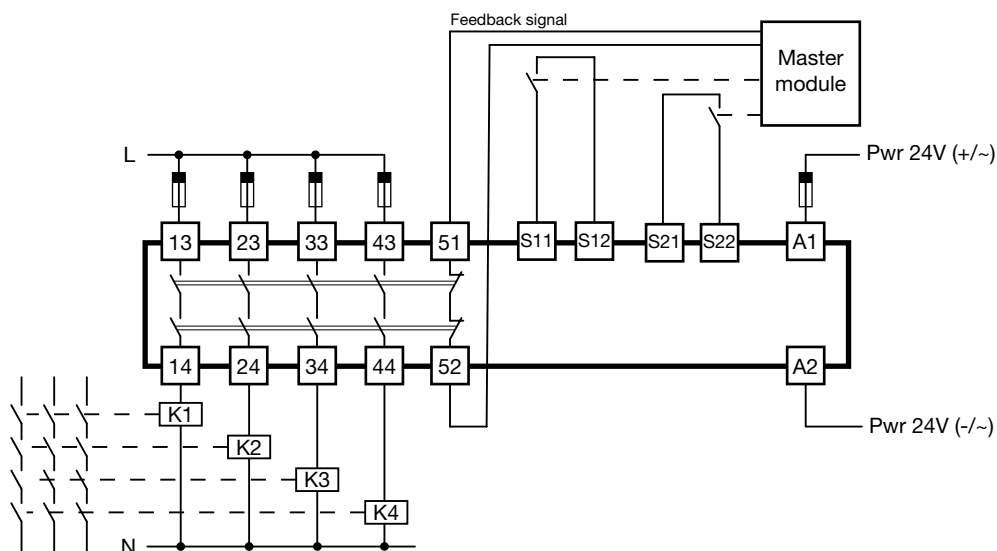 Feedback signal
Master
module
L
Pwr 24V (+/~)
13 23 33 43 51 S11 S12 S21 S22 A1
14 24 34 44 52 A2
K1
Pwr 24V (-/~)
K2
K3
K4
N